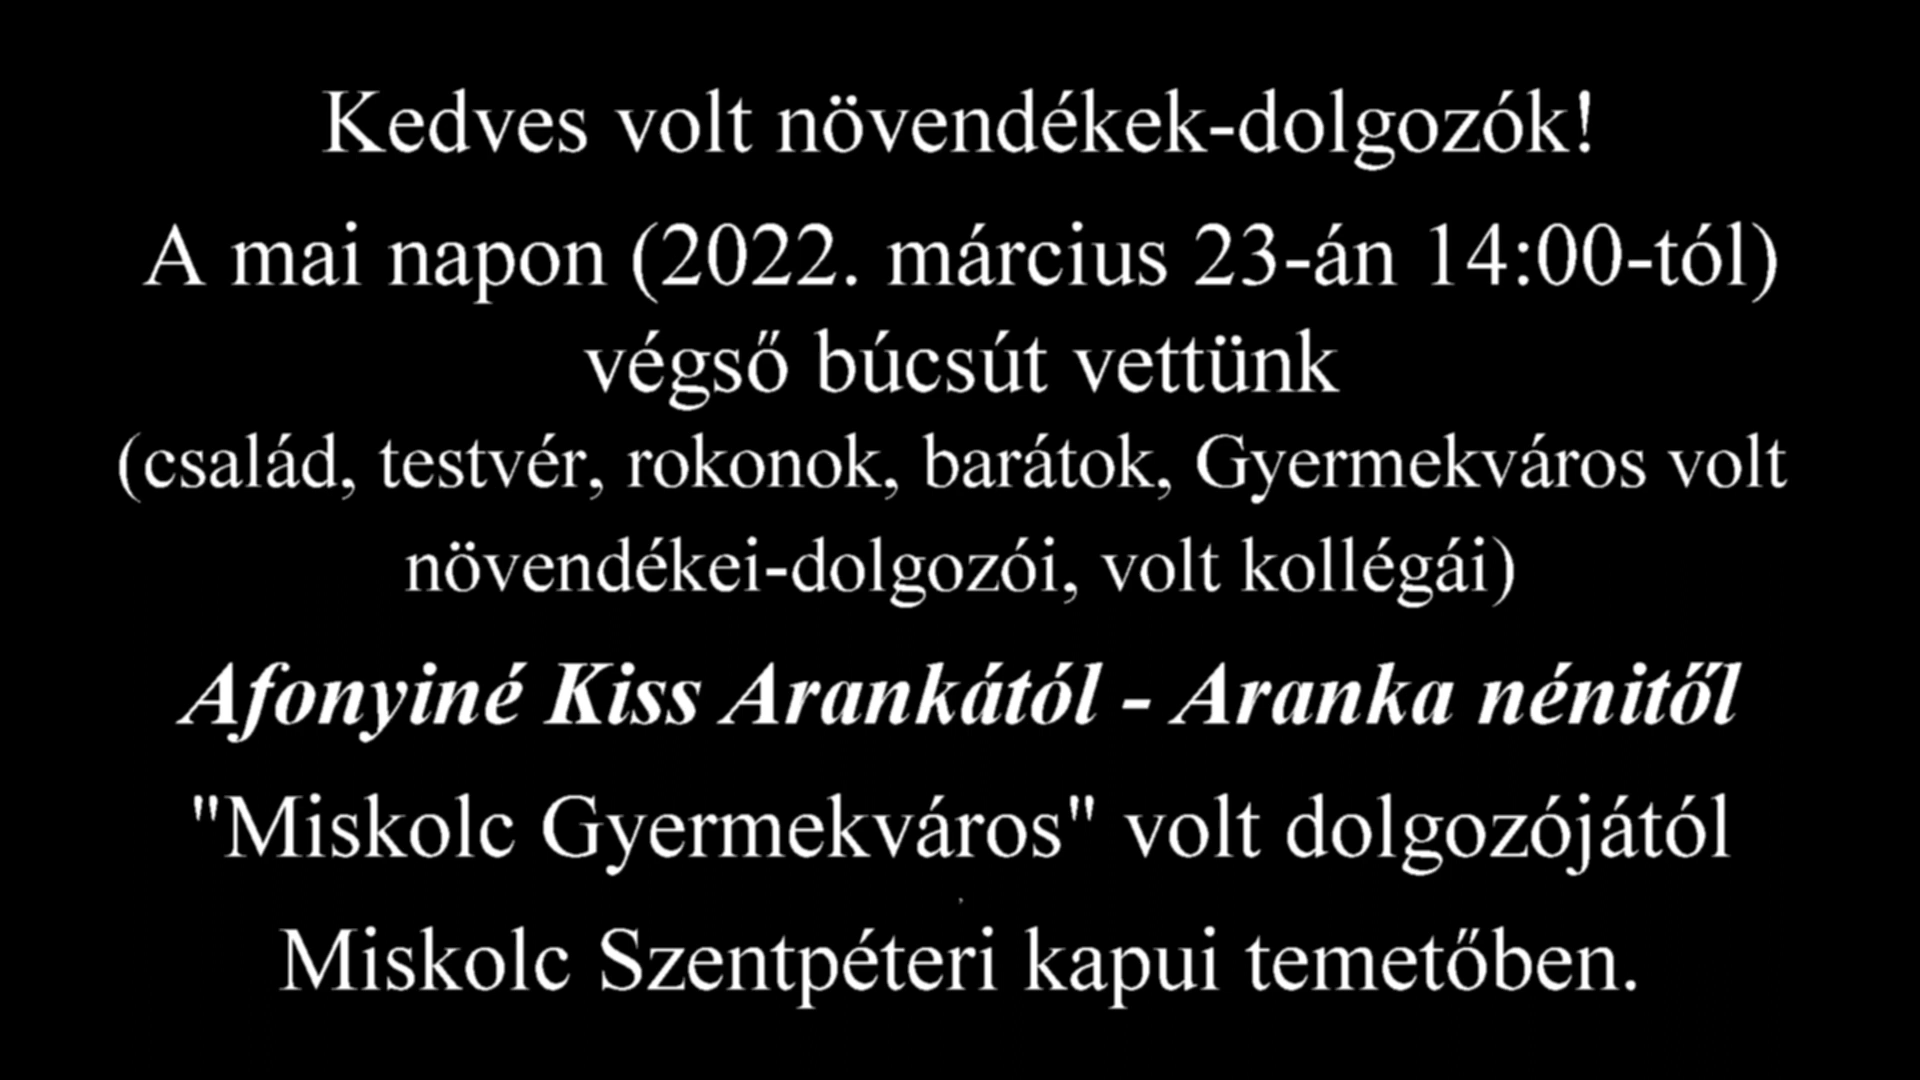 Kedves volt növendékek-dolgozók!
A mai napon (2022. március 23-án 14:00-tól)
végső búcsút vettünk
(család, testvér, rokonok, barátok, Gyermekváros volt
növendékei-dolgozói, volt kollégái)
Afonyiné Kiss Arankától - Aranka nénitől
"Miskolc Gyermekváros" volt dolgozójától
Miskolc Szentpéteri kapui temetőben.